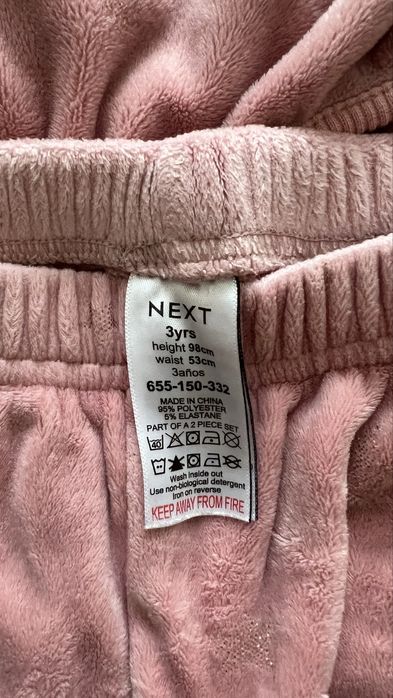 NEXT
3yrs
height 98cm
waist 53cm
3años
655-150-332
MADE IN CHINA
95% POLYESTER
5% ELASTANE
PART OF A 2 PIECE SET
40
Wash inside out
Use non-biological detergent
Iron on reverse
KEEP AWAY FROM FIRE